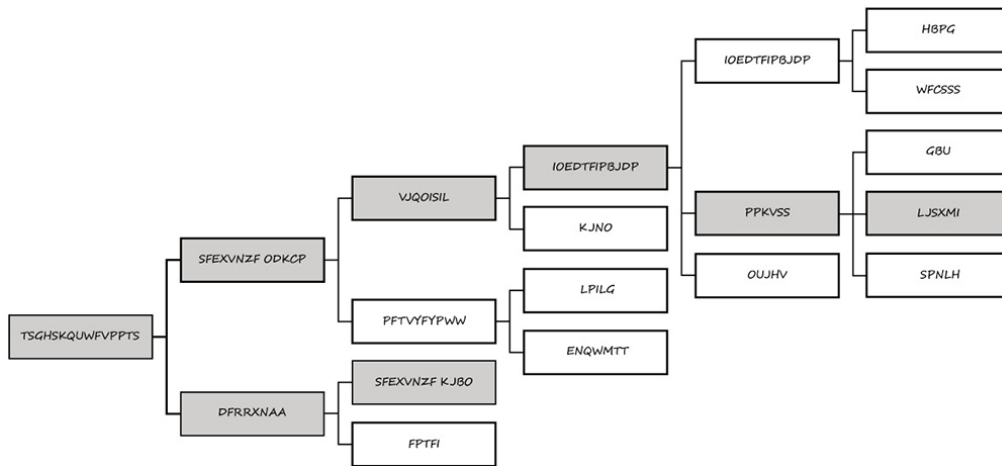 HBPG
IOEDTFIPBJDP
WFCSSS
GBU
IOEDTFIPBJDP
VJQOISIL
PPKVSS
LJSXMI
KJNO
SFEXVNZF ODKCP
OUJHV
SPNLH
LPILG
PFTVYFYPWW
TSGHSKQUWFVPPTS
ENQWMTT
SFEXVNZF KJBO
DFRRXNAA
FPTFI